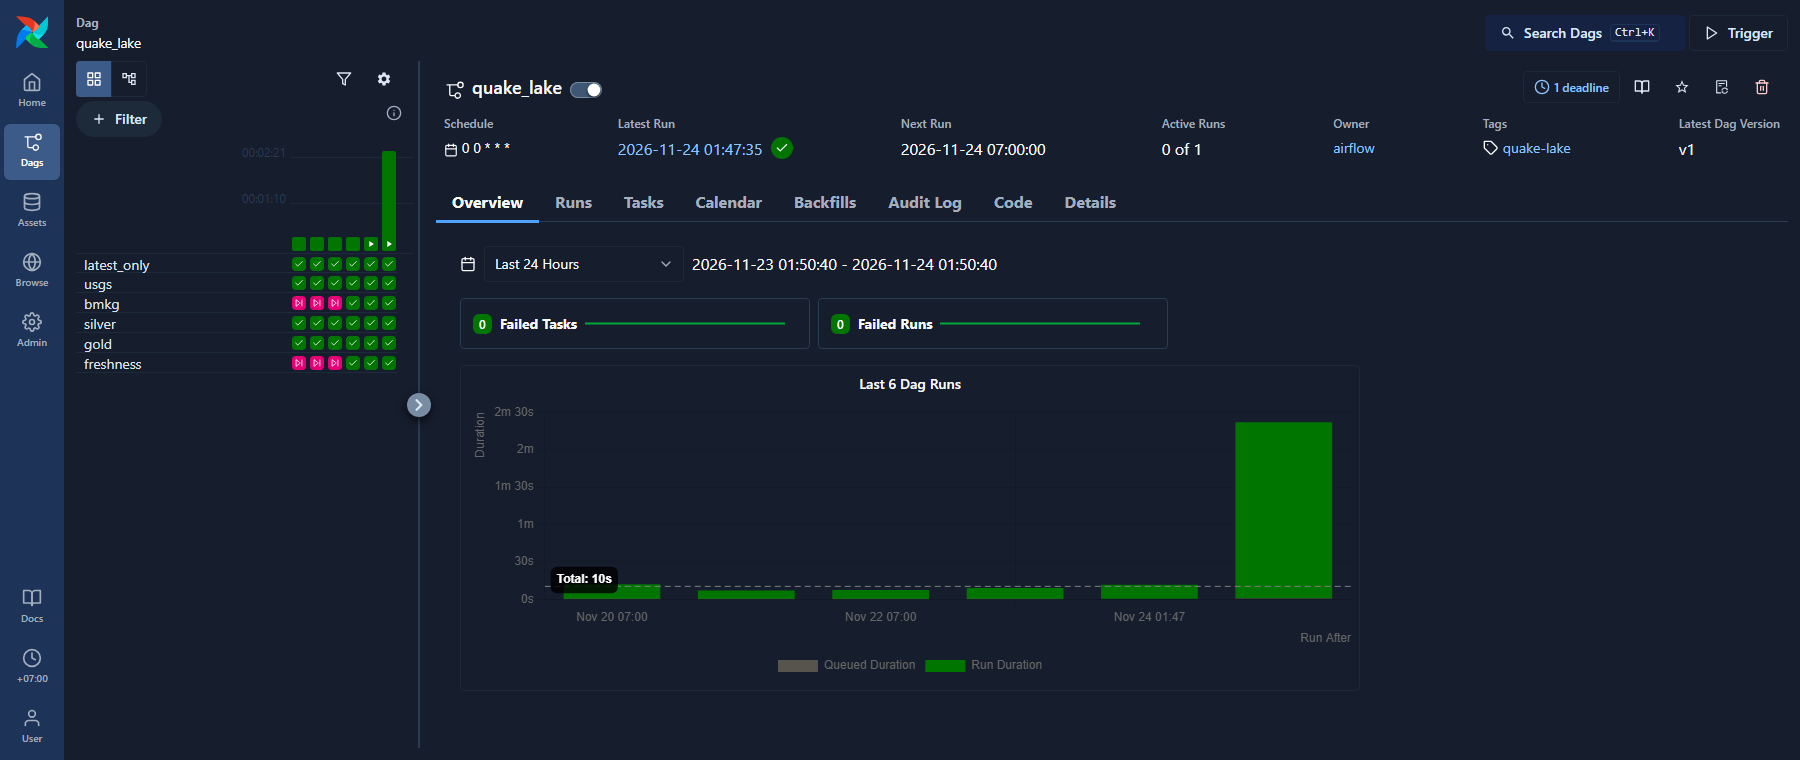 Dag
quake_lake
Search Dags Ctrl+K
Trigger
Home
Dags
Assets
Browse
Admin
Docs
+07:00
User
Filter
00:02:21
00:01:10
latest_only
usgs
bmkg
silver
gold
freshness
quake_lake
1 deadline
Schedule
0 0 * * *
Latest Run
2026-11-24 01:47:35
Next Run
2026-11-24 07:00:00
Active Runs
0 of 1
Owner
airflow
Tags
quake-lake
Latest Dag Version
v1
Overview Runs Tasks Calendar Backfills Audit Log Code Details
Last 24 Hours
2026-11-23 01:50:40 - 2026-11-24 01:50:40
0 Failed Tasks
0 Failed Runs
Last 6 Dag Runs
Duration
2m 30s
2m
1m 30s
1m
30s
0s
Total: 10s
Nov 20 07:00
Nov 22 07:00
Nov 24 01:47
Run After
Queued Duration
Run Duration